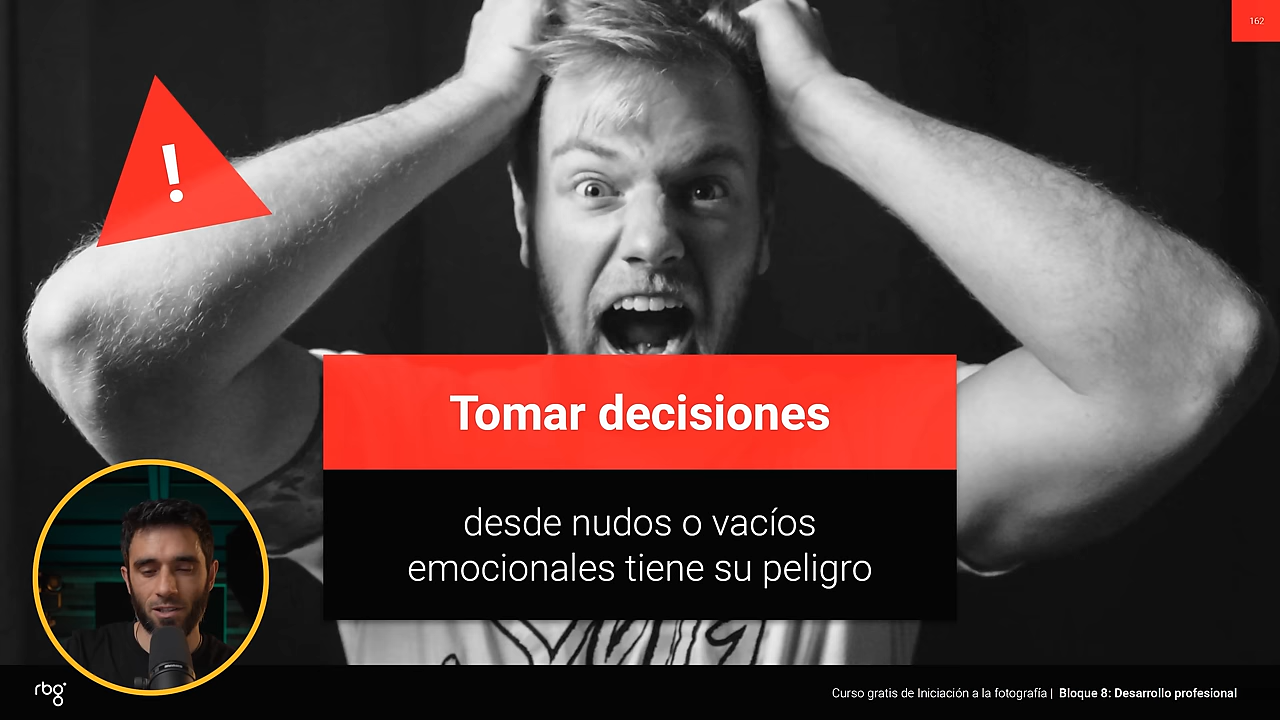 162
!
Tomar decisiones
desde nudos o vacíos
emocionales tiene su peligro
rbg
Curso gratis de Iniciación a la fotografía | Bloque 8: Desarrollo profesional